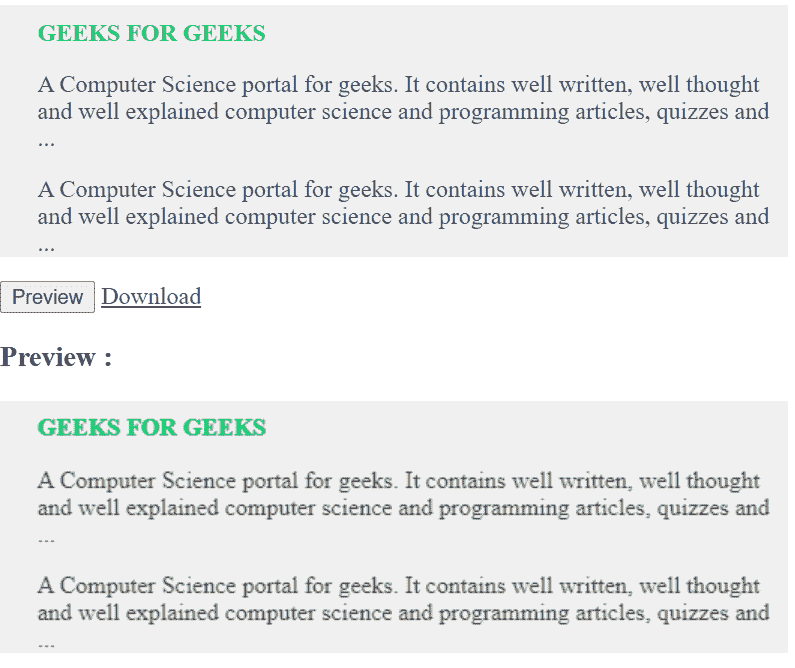 GEEKS FOR GEEKS
A Computer Science portal for geeks. It contains well written, well thought
and well explained computer science and programming articles, quizzes and
...
A Computer Science portal for geeks. It contains well written, well thought
and well explained computer science and programming articles, quizzes and
...
Preview Download
Preview :
GEEKS FOR GEEKS
A Computer Science portal for geeks. It contains well written, well thought
and well explained computer science and programming articles, quizzes and
...
A Computer Science portal for geeks. It contains well written, well thought
and well explained computer science and programming articles, quizzes and
...